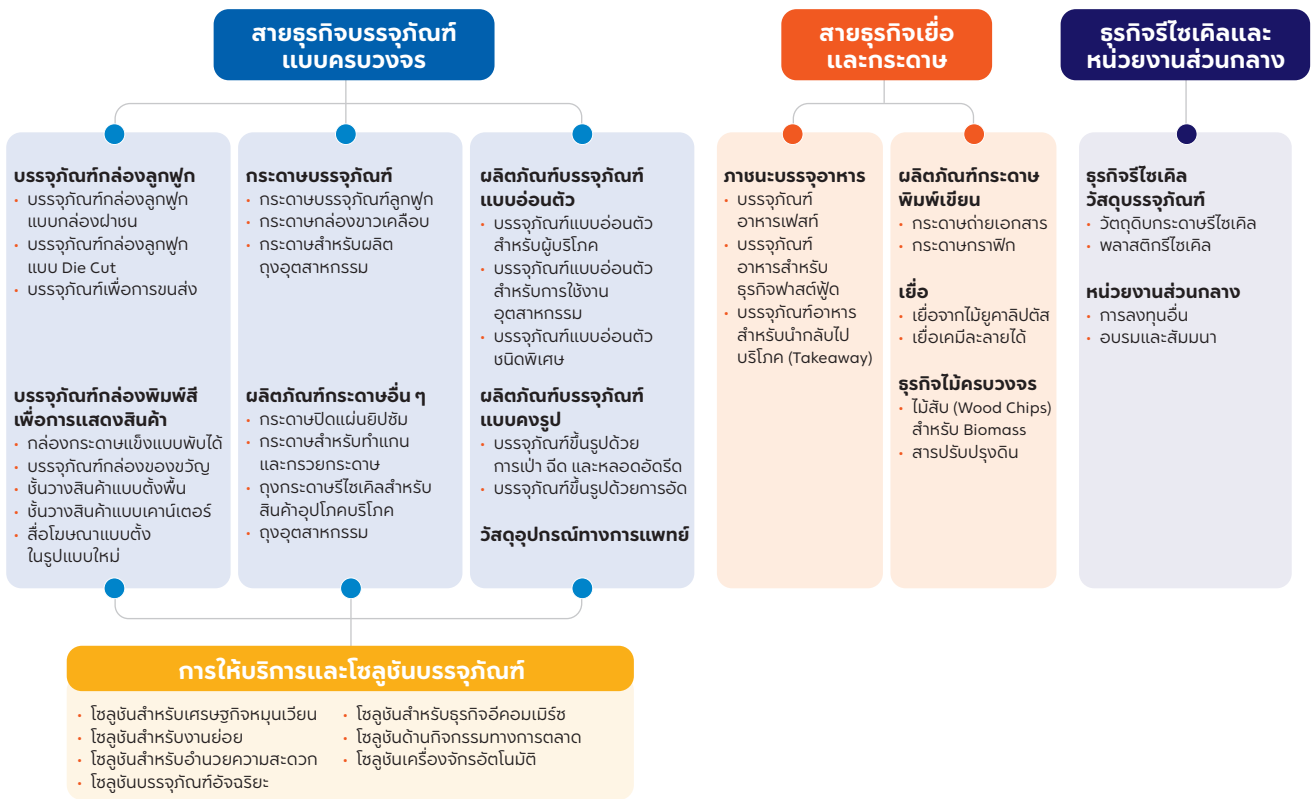 สายธุรกิจบรรจุภัณฑ์
แบบครบวงจร
บรรจุภัณฑ์กล่องลูกฟูก
• บรรจุภัณฑ์กล่องลูกฟูก
แบบกล่องฝาชน
• บรรจุภัณฑ์กล่องลูกฟูก
แบบ Die Cut
• บรรจุภัณฑ์เพื่อการขนส่ง
บรรจุภัณฑ์กล่องพิมพ์สี
เพื่อการแสดงสินค้า
• กล่องกระดาษแข็งแบบพับได้
• บรรจุภัณฑ์กล่องของขวัญ
• ชั้นวางสินค้าแบบตั้งพื้น
• ชั้นวางสินค้าแบบเคาน์เตอร์
• สื่อโฆษณาแบบตั้ง
ในรูปแบบใหม่
กระดาษบรรจุภัณฑ์
• กระดาษบรรจุภัณฑ์ลูกฟูก
• กระดาษกล่องขาวเคลือบ
• กระดาษสำหรับผลิต
ถุงอุตสาหกรรม
ผลิตภัณฑ์กระดาษอื่น ๆ
• กระดาษปิดแผ่นยิปซัม
• กระดาษสำหรับทำแกน
และกรวยกระดาษ
• ถุงกระดาษรีไซเคิลสำหรับ
สินค้าอุปโภคบริโภค
• ถุงอุตสาหกรรม
ผลิตภัณฑ์บรรจุภัณฑ์
แบบอ่อนตัว
• บรรจุภัณฑ์แบบอ่อนตัว
สำหรับผู้บริโภค
• บรรจุภัณฑ์แบบอ่อนตัว
สำหรับการใช้งาน
อุตสาหกรรม
• บรรจุภัณฑ์แบบอ่อนตัว
ชนิดพิเศษ
ผลิตภัณฑ์บรรจุภัณฑ์
แบบคงรูป
• บรรจุภัณฑ์ขึ้นรูปด้วย
การเป่า ฉีด และหลอดอัดรีด
• บรรจุภัณฑ์ขึ้นรูปด้วยการอัด
วัสดุอุปกรณ์ทางการแพทย์
การให้บริการและโซลูชันบรรจุภัณฑ์
• โซลูชันสำหรับเศรษฐกิจหมุนเวียน
• โซลูชันสำหรับงานย่อย
• โซลูชันสำหรับอำนวยความสะดวก
• โซลูชันบรรจุภัณฑ์อัจฉริยะ
• โซลูชันสำหรับธุรกิจอีคอมเมิร์ซ
• โซลูชันด้านกิจกรรมทางการตลาด
• โซลูชันเครื่องจักรอัตโนมัติ
สายธุรกิจเยื่อ
และกระดาษ
ภาชนะบรรจุอาหาร
• บรรจุภัณฑ์
อาหารเฟสท์
• บรรจุภัณฑ์
อาหารสำหรับ
ธุรกิจฟาสต์ฟู้ด
• บรรจุภัณฑ์อาหาร
สำหรับนำกลับไป
บริโภค (Takeaway)
ผลิตภัณฑ์กระดาษ
พิมพ์เขียน
• กระดาษถ่ายเอกสาร
• กระดาษกราฟิก
เยื่อ
• เยื่อจากไม้ยูคาลิปตัส
• เยื่อเคมีละลายได้
ธุรกิจไม้ครบวงจร
• ไม้สับ (Wood Chips)
สำหรับ Biomass
• สารปรับปรุงดิน
ธุรกิจรีไซเคิลและ
หน่วยงานส่วนกลาง
ธุรกิจรีไซเคิล
วัสดุบรรจุภัณฑ์
• วัตถุดิบกระดาษรีไซเคิล
• พลาสติกรีไซเคิล
หน่วยงานส่วนกลาง
• การลงทุนอื่น
• อบรมและสัมมนา